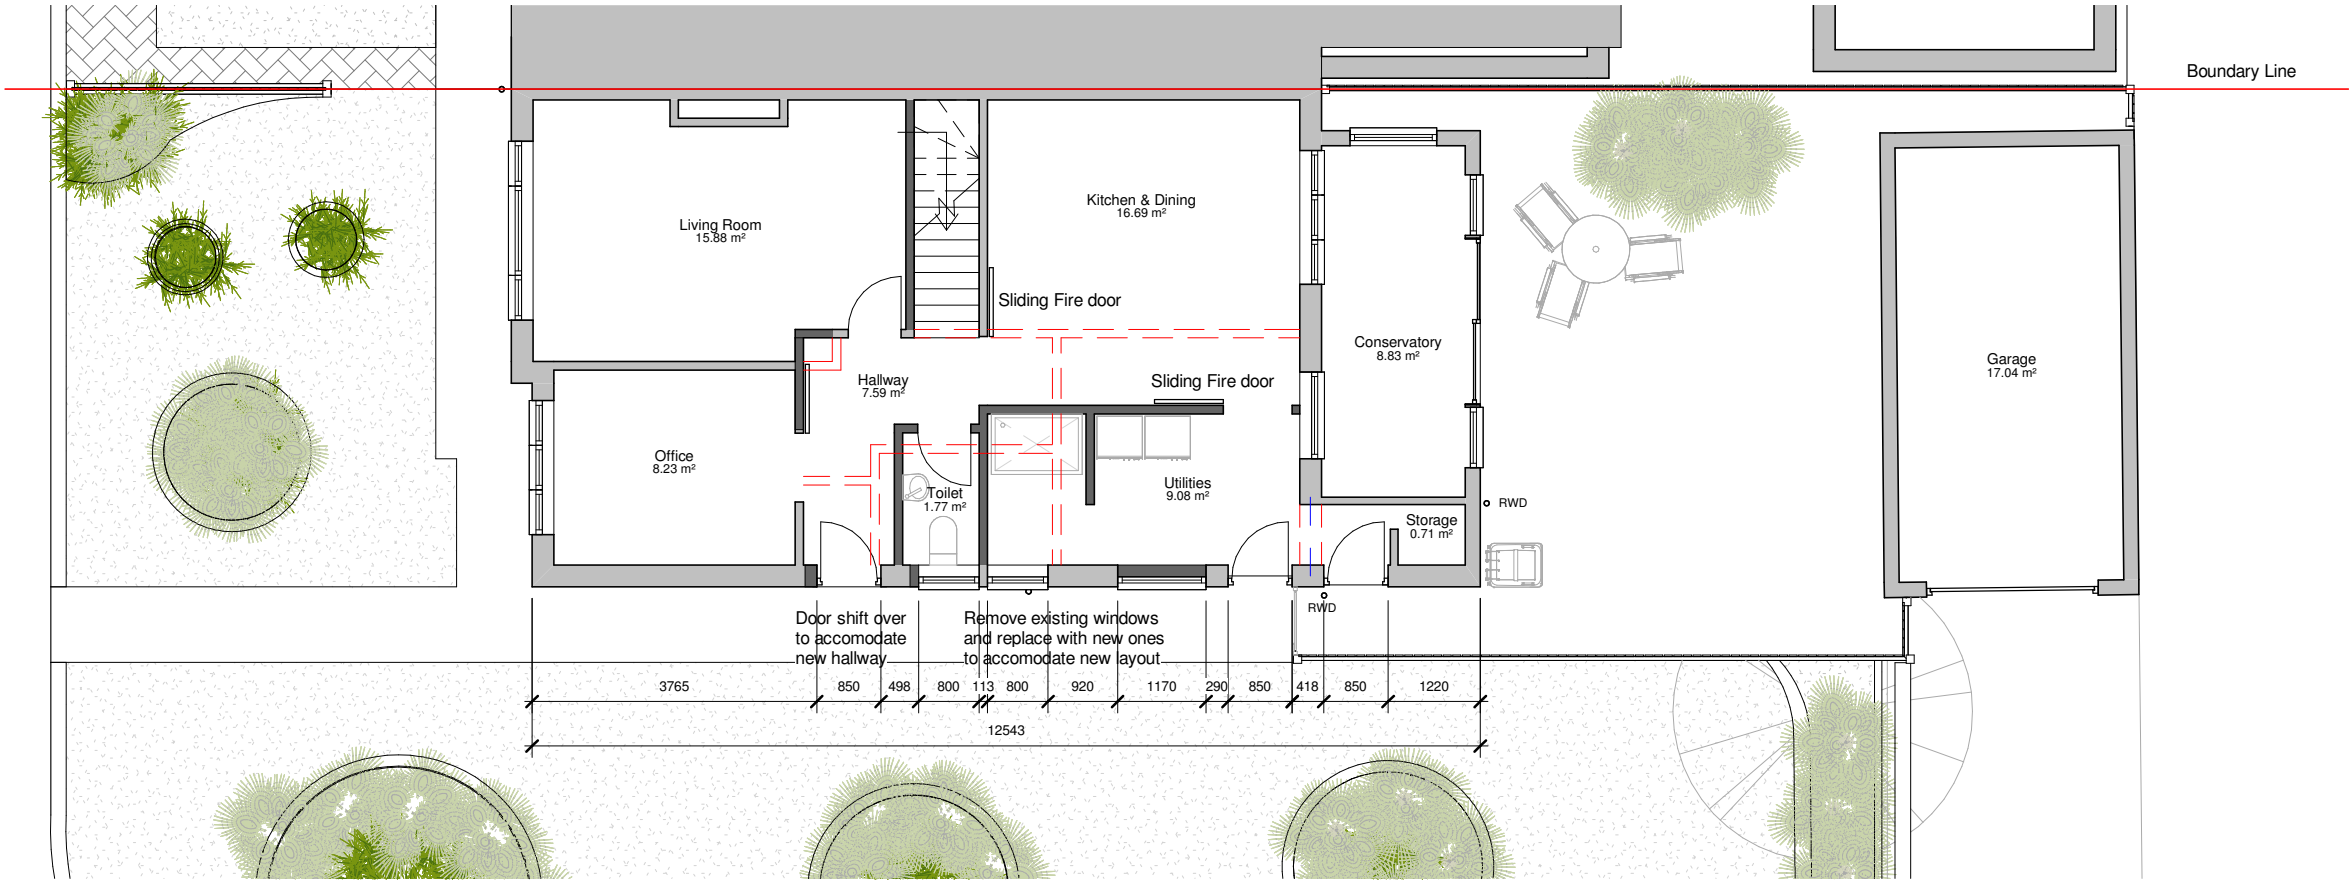 Boundary Line
Living Room
15.88 m²
Kitchen & Dining
16.69 m²
Sliding Fire door
Conservatory
8.83 m²
Garage
17.04 m²
Hallway
7.59 m²
Sliding Fire door
Office
8.23 m²
Toilet
1.77 m²
Utilities
9.08 m²
Storage
0.71 m²
RWD
RWD
Door shift over
to accomodate
new hallway
Remove existing windows
and replace with new ones
to accomodate new layout
3765 850 498 800 113 800 920 1170 290 850 418 850 1220
12543